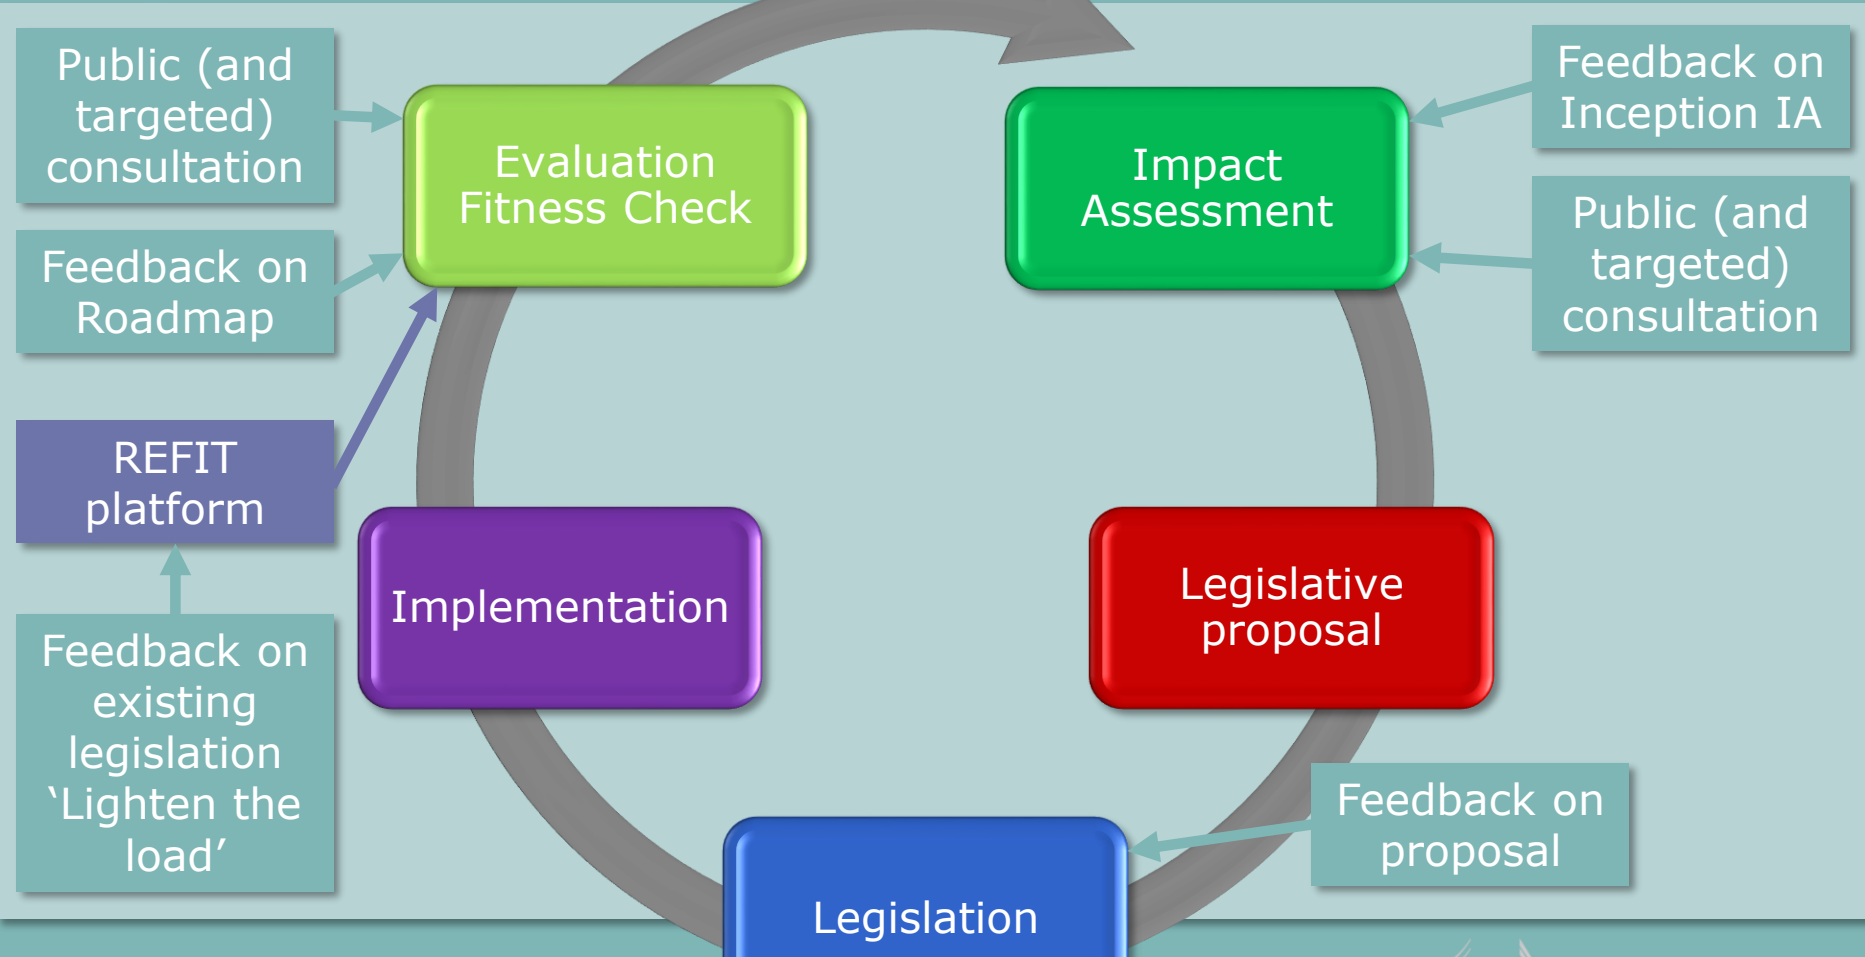 Public (and
targeted)
consultation
Feedback on
Roadmap
REFIT
platform
Feedback on
existing
legislation
‘Lighten the
load’
Evaluation
Fitness Check
Implementation
Legislation
Impact
Assessment
Legislative
proposal
Feedback on
Inception IA
Public (and
targeted)
consultation
Feedback on
proposal